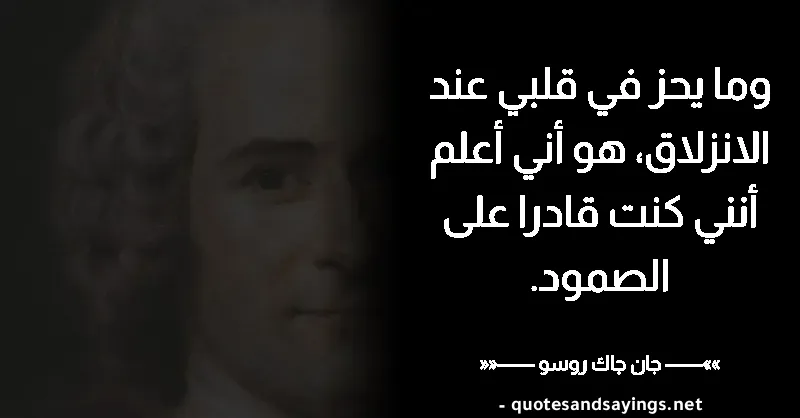 وما يحز في قلبي عند
الانزلاق، هو أني أعلم
أنني كنت قادرا على
الصمود.
»»—— جان جاك روسو ——««
- quotesandsayings.net